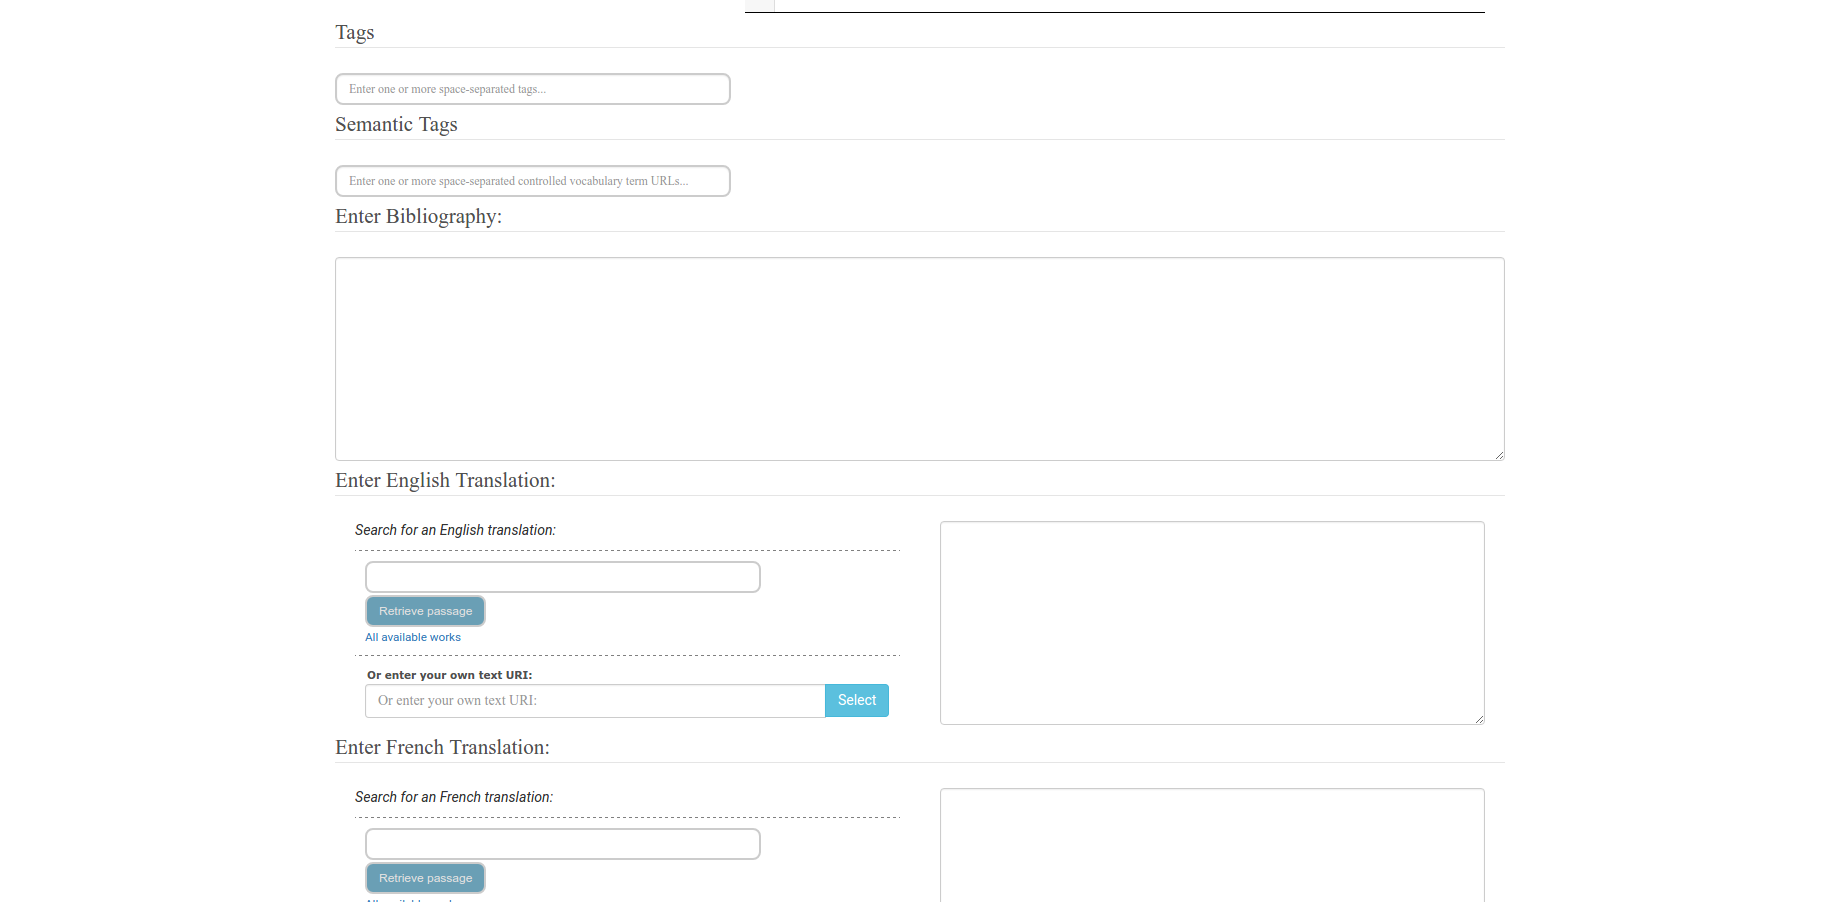 Tags
Enter one or more space-separated tags...
Semantic Tags
Enter one or more space-separated controlled vocabulary term URLs...
Enter Bibliography:
Enter English Translation:
Search for an English translation:
Retrieve passage
All available works
Or enter your own text URI:
Or enter your own text URI:
Select
Enter French Translation:
Search for an French translation:
Retrieve passage